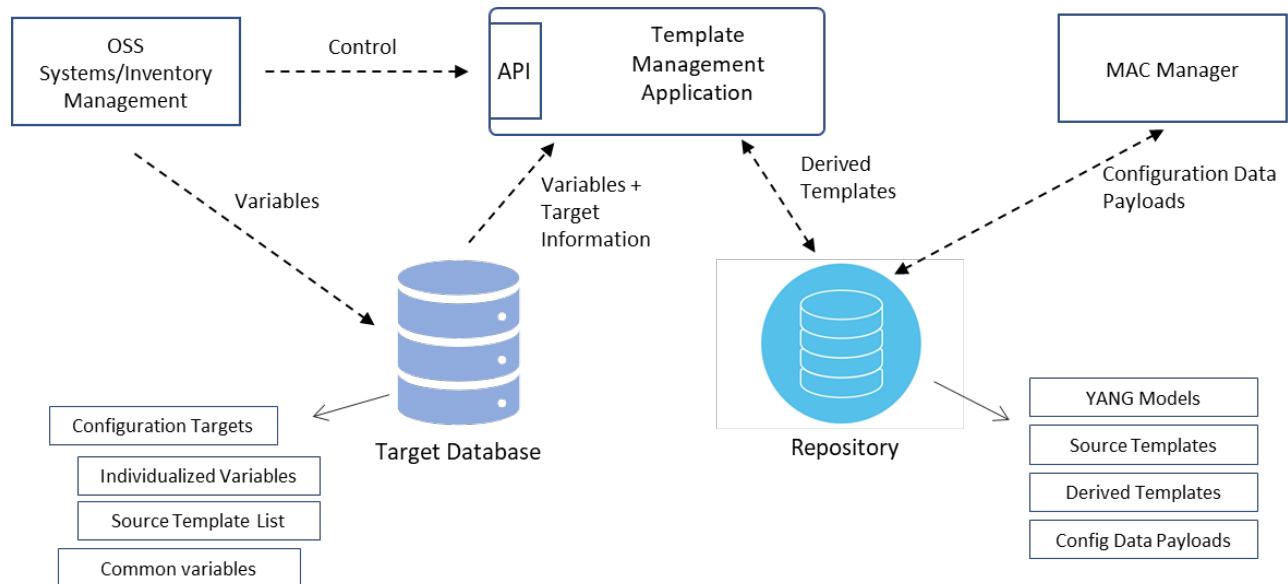 OSS
Systems/Inventory
Management
Control
API
Template
Management
Application
MAC Manager
Variables
Variables +
Target
Information
Derived
Templates
Configuration Data
Payloads
Target Database
Repository
Configuration Targets
Individualized Variables
Source Template List
Common variables
YANG Models
Source Templates
Derived Templates
Config Data Payloads